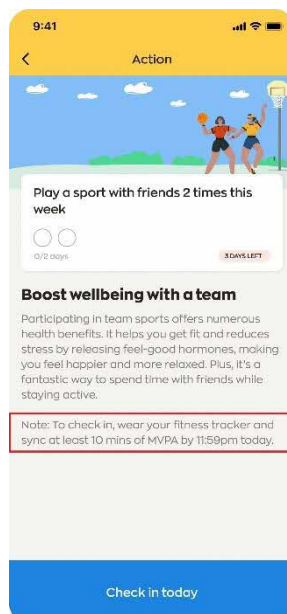 9:41
Action
Play a sport with friends 2 times this
week
0/2 days
3 DAYS LEFT
Boost wellbeing with a team
Participating in team sports offers numerous
health benefits. It helps you get fit and reduces
stress by releasing feel-good hormones, making
you feel happier and more relaxed. Plus, it's a
fantastic way to spend time with friends while
staying active.
Note: To check in, wear your fitness tracker and
sync at least 10 mins of MVPA by 11:59pm today.
Check in today